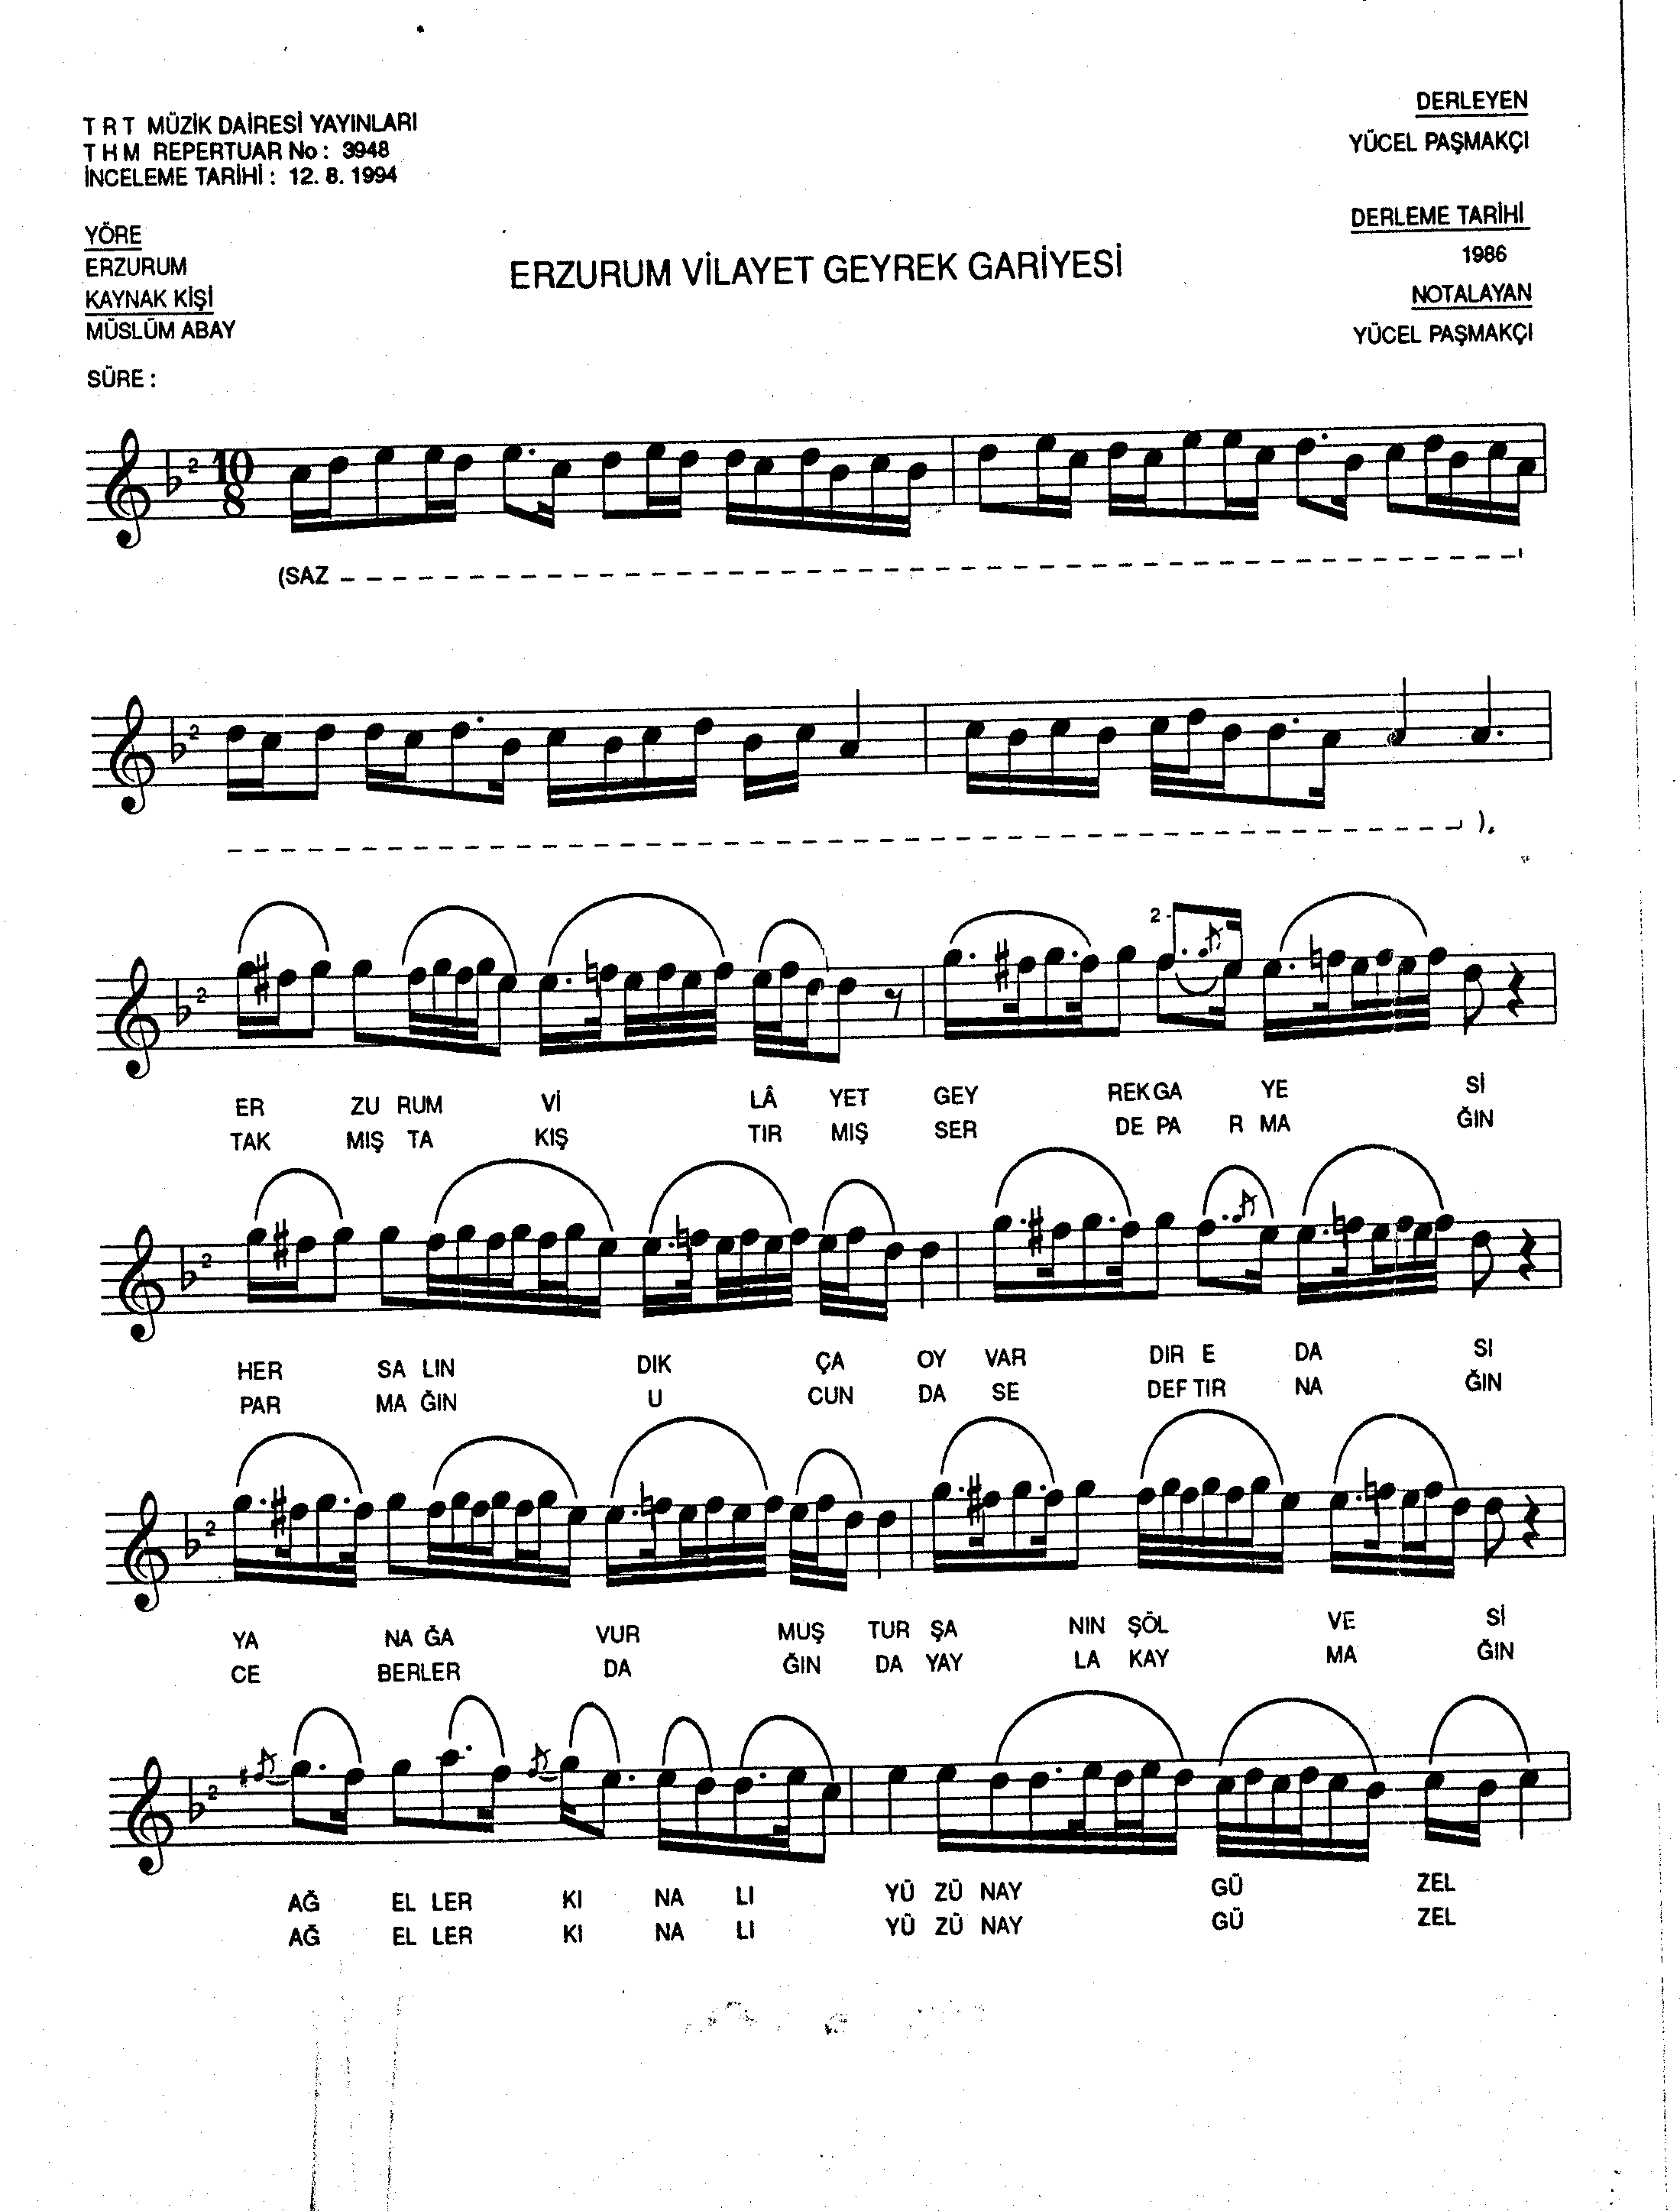 T R T MÜZİK DAİRESİ YAYINLARI
T H M REPERTUAR No : 3948
İNCELEME TARİHİ : 12. 8. 1994
DERLEYEN
YÜCEL PAŞMAKÇI
YÖRE
ERZURUM
KAYNAK KİŞİ
MÜSLÜM ABAY
ERZURUM VİLAYET GEYREK GARİYESİ
DERLEME TARİHİ
1986
NOTALAYAN
YÜCEL PAŞMAKÇI
SÜRE :
2 10 8
(SAZ
2
).
2 2
ER ZU RUM Vİ LÂ YET GEY REK GA YE Sİ
TAK MIŞ TA KIŞ TIR MIŞ SER DE PA R MA ĞIN
2
HER SA LIN DIK ÇA OY VAR DIR E DA SI
PAR MA ĞIN U CUN DA SE DEF TIR NA ĞIN
2
YA NA ĞA VUR MUŞ TUR ŞA NIN ŞÖL VE Sİ
CE BERLER DA ĞIN DA YAY LA KAY MA ĞIN
2
AĞ EL LER KI NA LI YÜ ZÜ NAY GÜ ZEL
AĞ EL LER KI NA LI YÜ ZÜ NAY GÜ ZEL